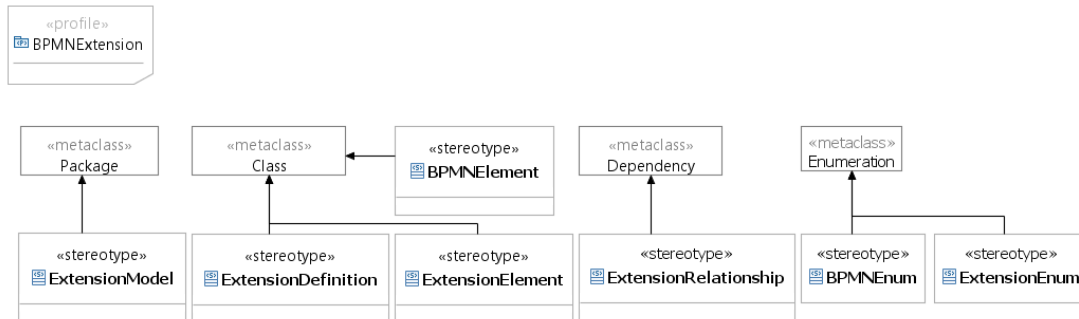 «profile»
BPMNExtension
«metaclass»
Package
«metaclass»
Class
«stereotype»
BPMNElement
«metaclass»
Dependency
«metaclass»
Enumeration
«stereotype»
ExtensionModel
«stereotype»
ExtensionDefinition
«stereotype»
ExtensionElement
«stereotype»
ExtensionRelationship
«stereotype»
BPMNEnum
«stereotype»
ExtensionEnum